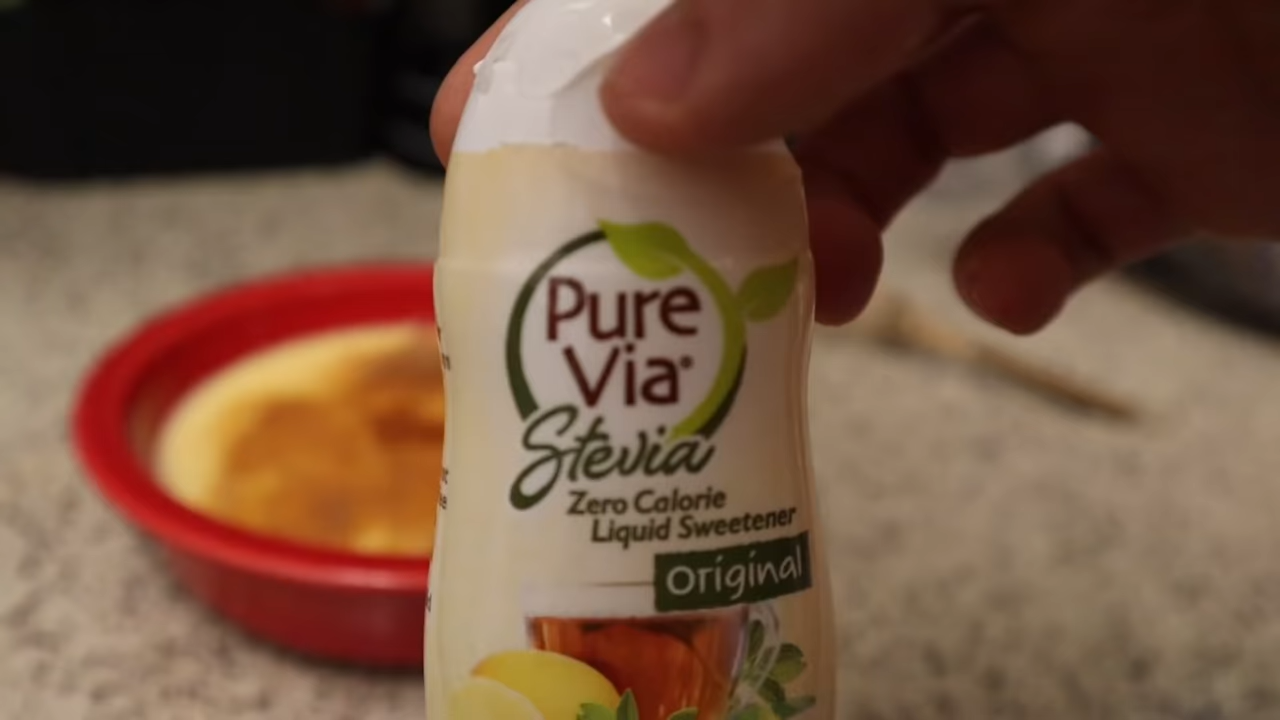 Pure
Via
Stevia
Zero Calorie
Liquid Sweetener
original